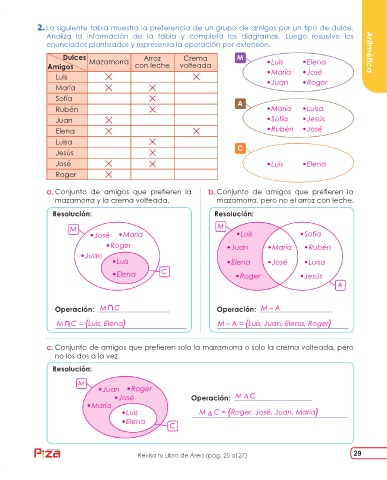 2. La siguiente tabla muestra la preferencia de un grupo de amigos por un tipo de dulce.
Analiza la información de la tabla y completa los diagramas. Luego resuelve los
enunciados planteados y representa la operación por extensión.
Aritmética
Dulces
Amigos
Mazamorra
Arroz con leche
Crema volteada
Luis X X
María X X
Sofía X
Rubén X
Juan X
Elena X X
Luisa X
Jesús X
José X X
Roger X
M
• Luis • Elena
• María • José
• Juan • Roger
A
• María • Luisa
• Sofía • Jesús
• Rubén • José
C
• Luis • Elena
a. Conjunto de amigos que prefieren la
mazamorra y la crema volteada.
Resolución:
M
• José • María
• Roger
• Juan
• Luis
• Elena
C
Operación: M ∩ C
M ∩ C = {Luis, Elena}
b. Conjunto de amigos que prefieren la
mazamorra, pero no el arroz con leche.
Resolución:
M
• Luis • Sofía
• Juan • María • Rubén
• Elena • José • Luisa
• Roger • Jesús
A
Operación: M – A
M – A = {Luis, Juan, Elena, Roger}
c. Conjunto de amigos que prefieren solo la mazamorra o solo la crema volteada, pero
no los dos a la vez.
Resolución:
M
• Juan • Roger
• José
• María
• Luis
• Elena
C
Operación: M △ C
M △ C = {Roger, José, Juan, María}
Revisa tu Libro de Área (pág. 25 al 27)
29